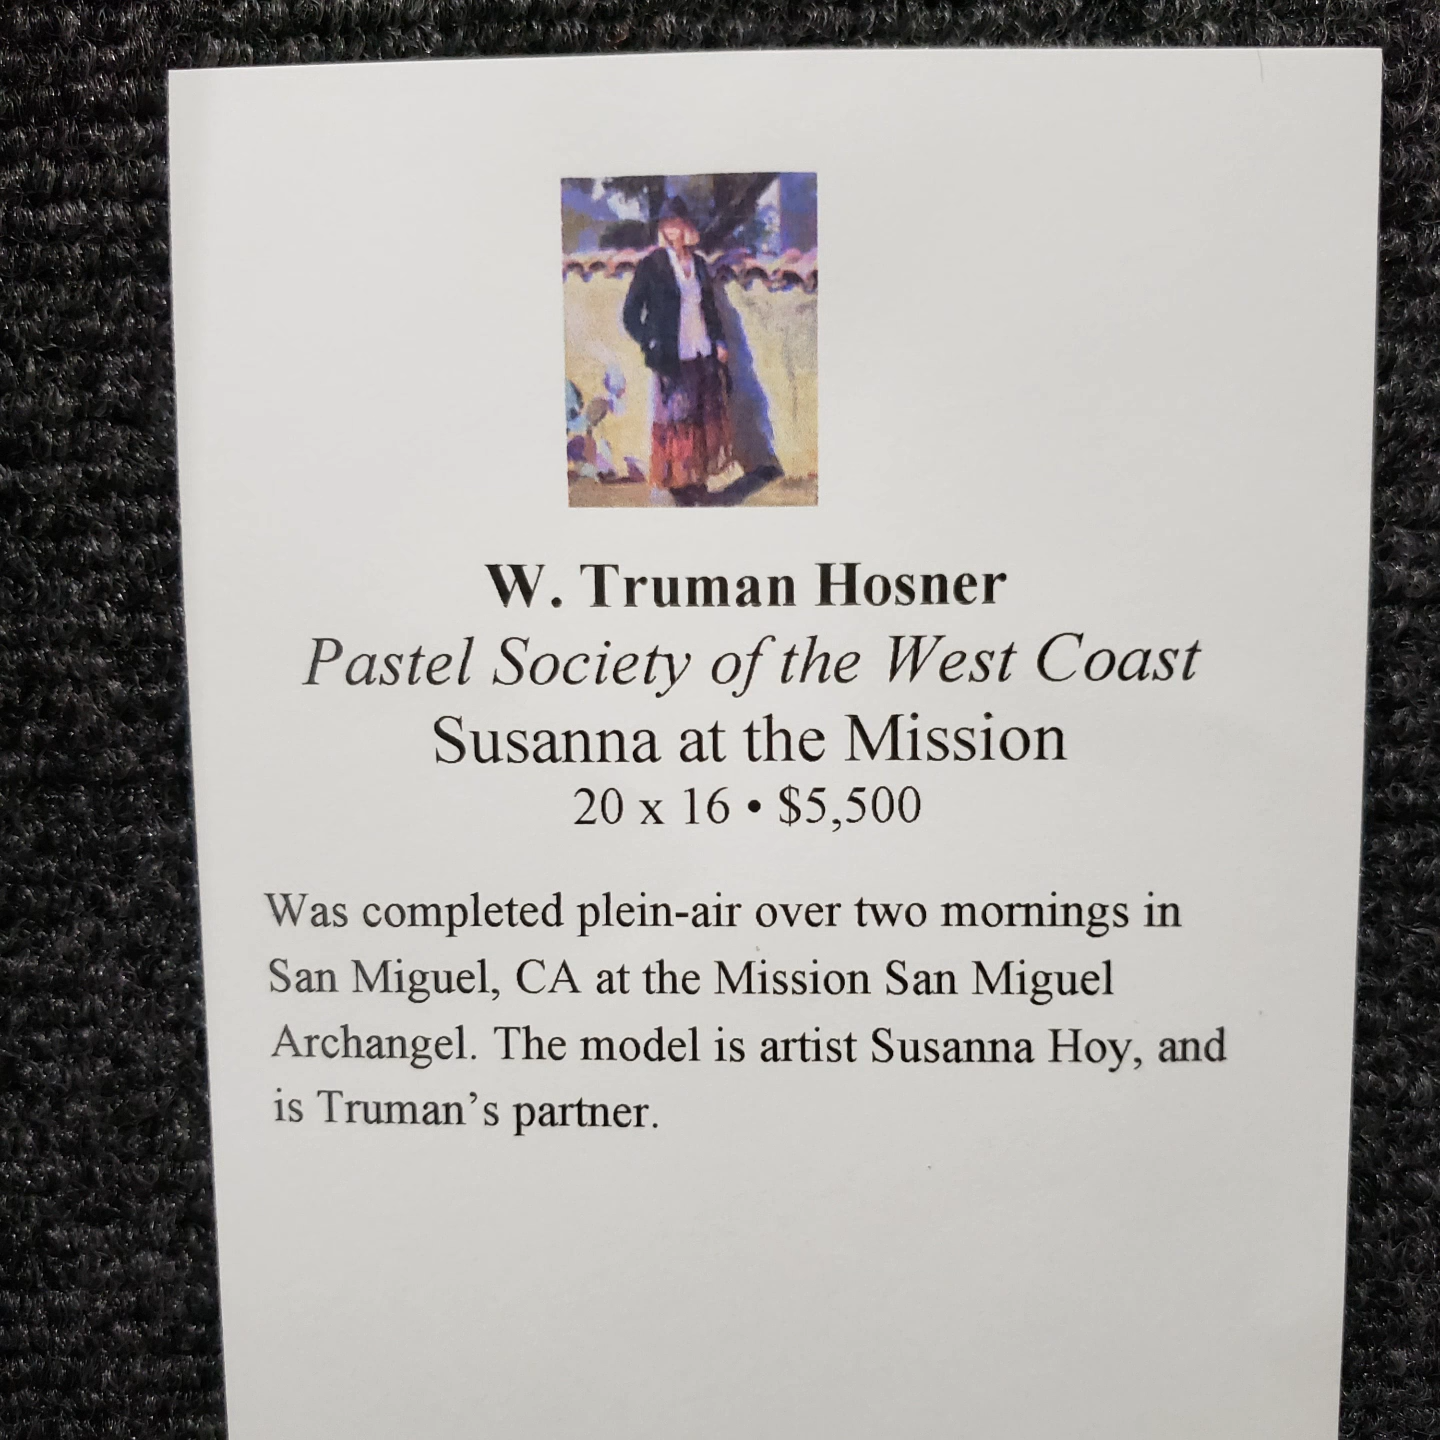 W. Truman Hosner
Pastel Society of the West Coast
Susanna at the Mission
20 x 16 • $5,500
Was completed plein-air over two mornings in
San Miguel, CA at the Mission San Miguel
Archangel. The model is artist Susanna Hoy, and
is Truman’s partner.